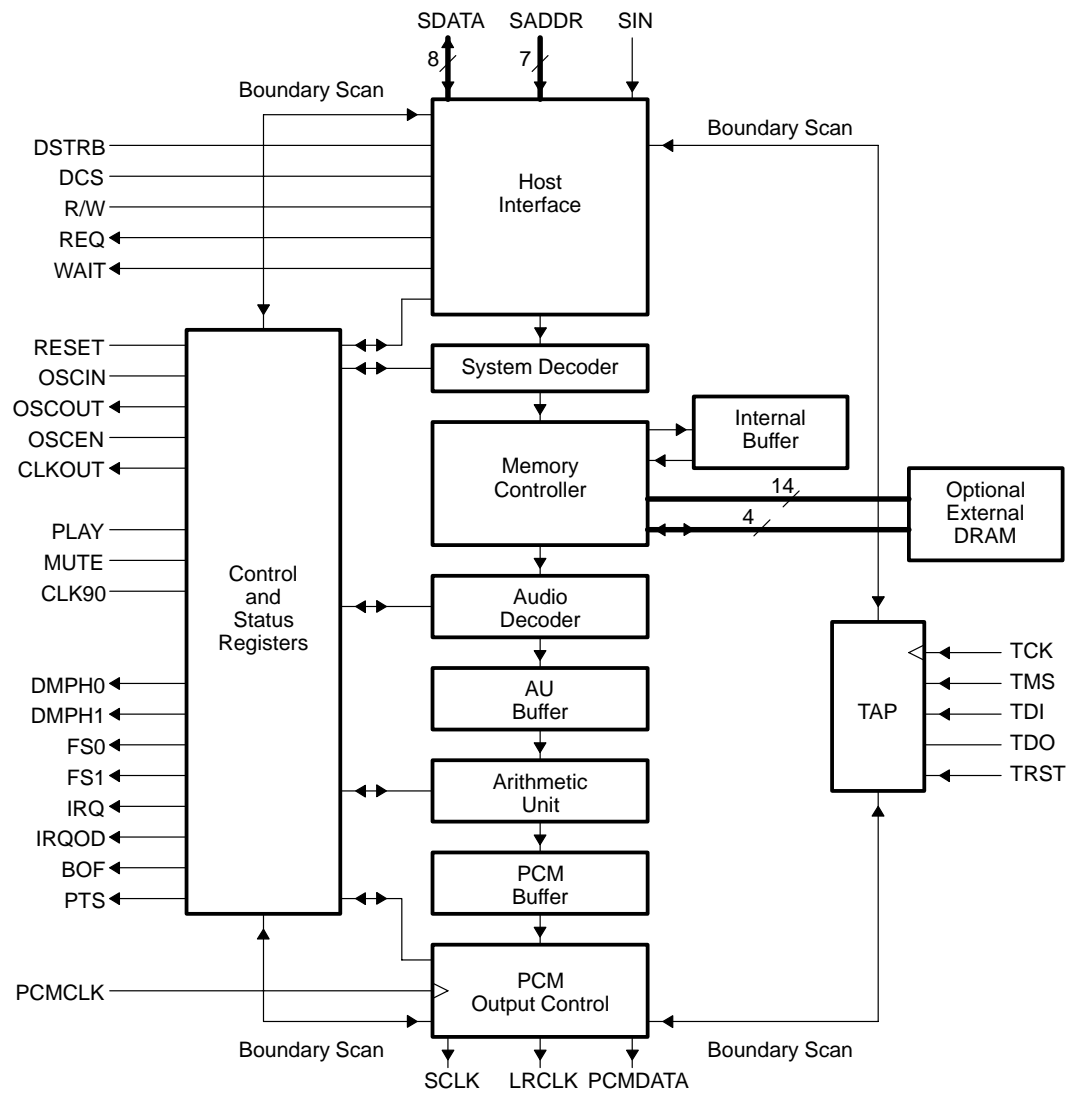 SDATA SADDR SIN
8 7
Boundary Scan
Boundary Scan
DSTRB
DCS
R/W
REQ
WAIT
Host
Interface
RESET
OSCIN
OSCOUT
OSCEN
CLKOUT
PLAY
MUTE
CLK90
DMPH0
DMPH1
FS0
FS1
IRQ
IRQOD
BOF
PTS
PCMCLK
Control
and
Status
Registers
System Decoder
Memory
Controller
Internal
Buffer
14
4
Optional
External
DRAM
Audio
Decoder
AU
Buffer
Arithmetic
Unit
PCM
Buffer
PCM
Output Control
TAP
TCK
TMS
TDI
TDO
TRST
Boundary Scan
Boundary Scan
SCLK LRCLK PCMDATA